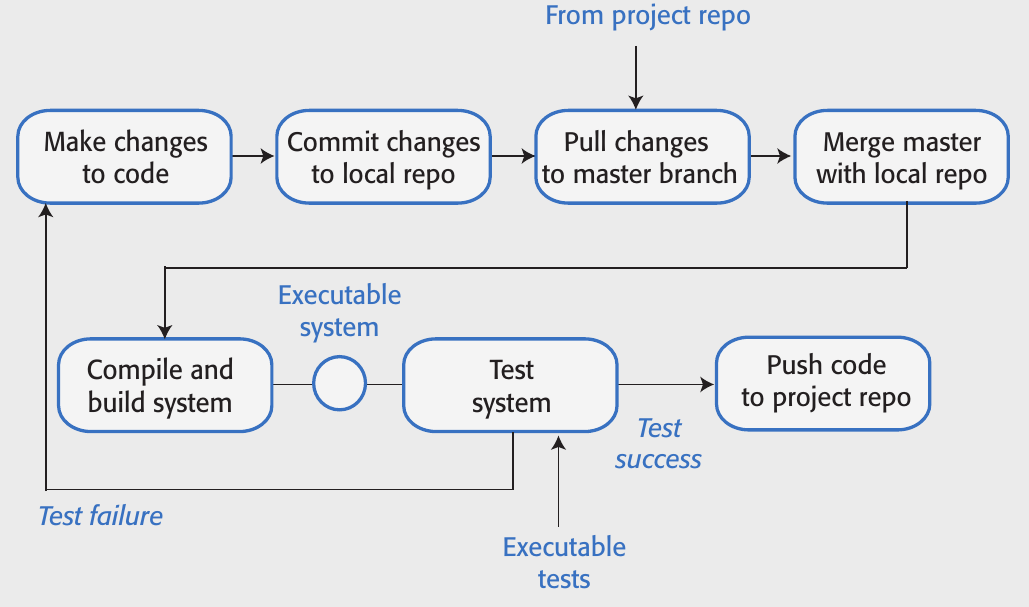 From project repo
Make changes
to code
Commit changes
to local repo
Pull changes
to master branch
Merge master
with local repo
Executable
system
Compile and
build system
Test
system
Push code
to project repo
Test
success
Test failure
Executable
tests